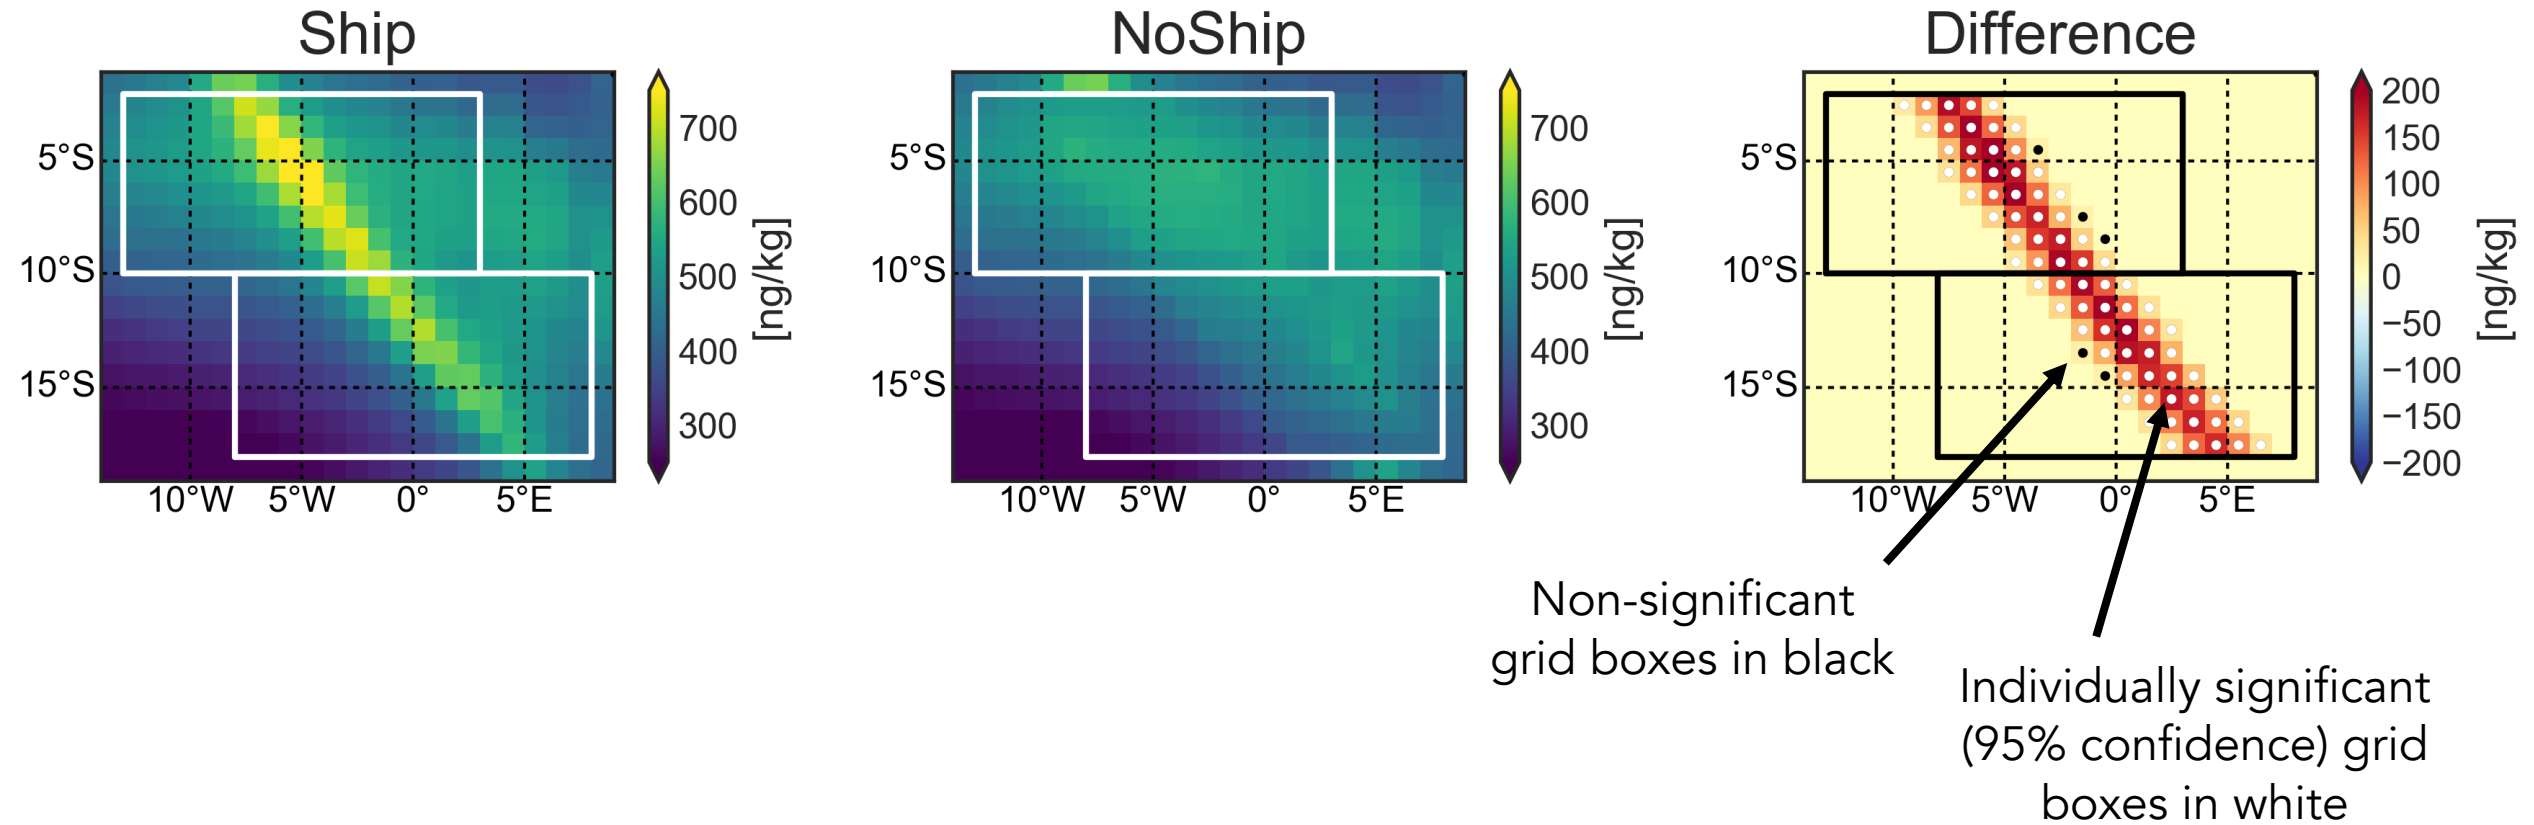 Ship
NoShip
Difference
5°S
10°S
15°S
10°W 5°W 0° 5°E
700
600
500
400
300
[ng/kg]
5°S
10°S
15°S
10°W 5°W 0° 5°E
700
600
500
400
300
[ng/kg]
5°S
10°S
15°S
10°W 5°W 0° 5°E
200
150
100
50
0
−50
−100
−150
−200
[ng/kg]
Non-significant
grid boxes in black
Individually significant
(95% confidence) grid
boxes in white